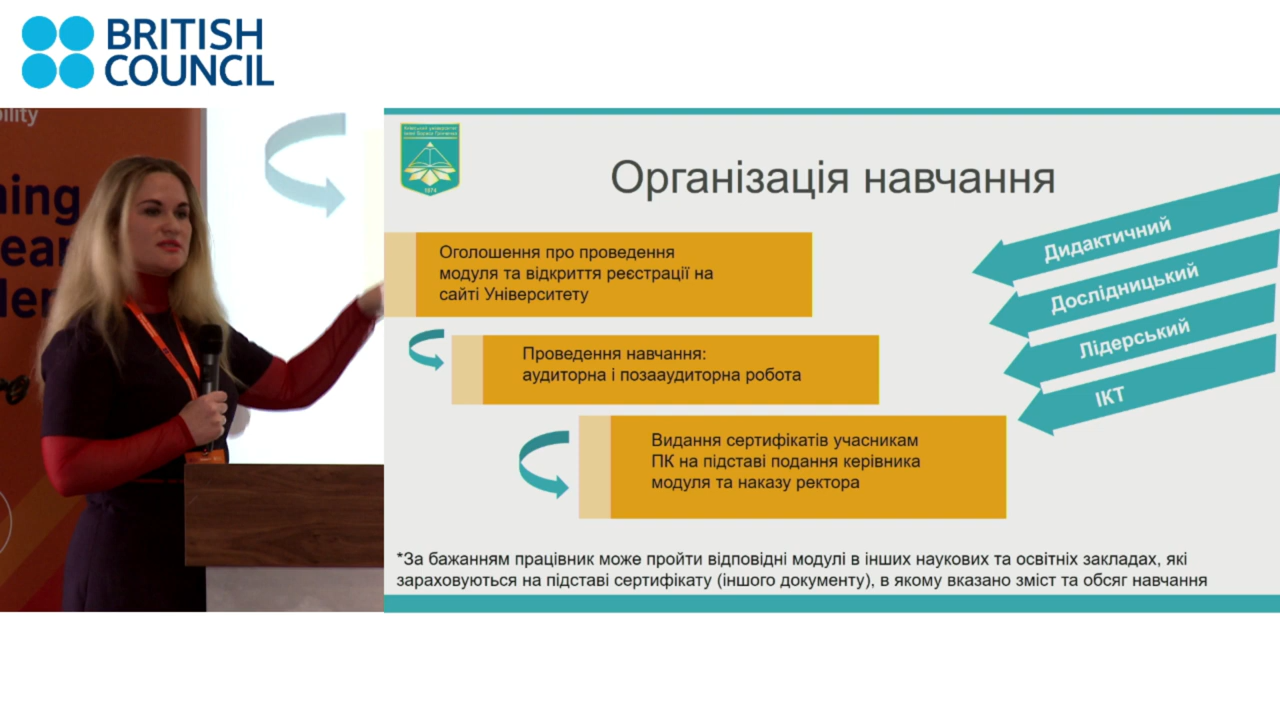 BRITISH
COUNCIL
Організація навчання
Оголошення про проведення
модуля та відкриття реєстрації на
сайті Університету
Проведення навчання:
аудиторна і позааудиторна робота
Видання сертифікатів учасникам
ПК на підставі подання керівника
модуля та наказу ректора
Дидактичний
Дослідницький
Лідерський
ІКТ
*За бажанням працівник може пройти відповідні модулі в інших наукових та освітніх закладах, які
зараховуються на підставі сертифікату (іншого документу), в якому вказано зміст та обсяг навчання
1874